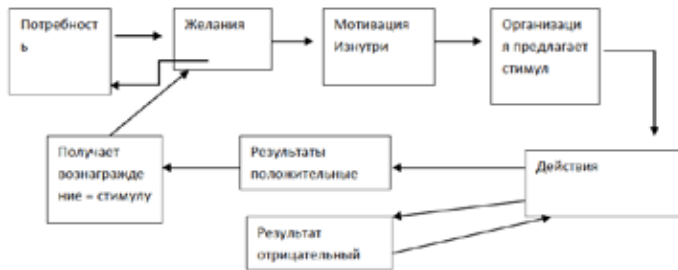 Потребност
ь
Желания
Мотивация
Изнутри
Организаци
я предлагает
стимул
Получает
вознагражде
ние = стимулу
Результаты
положительные
Действия
Результат
отрицательный